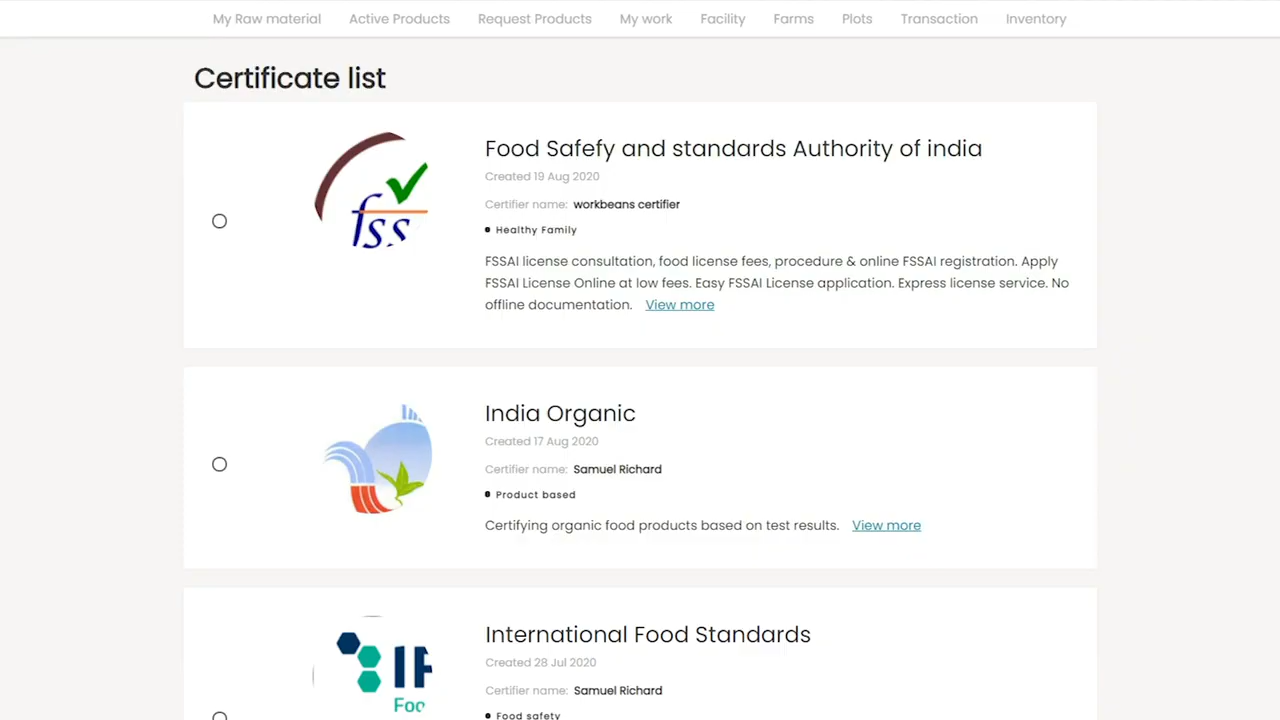 My Raw material Active Products Request Products My work Facility Farms Plots Transaction Inventory
Certificate list
Food Safefy and standards Authority of india
Created 19 Aug 2020
Certifier name: workbeans certifier
Healthy Family
FSSAI license consultation, food license fees, procedure & online FSSAI registration. Apply
FSSAI License Online at low fees. Easy FSSAI License application. Express license service. No
offline documentation. View more
fss
India Organic
Created 17 Aug 2020
Certifier name: Samuel Richard
Product based
Certifying organic food products based on test results. View more
International Food Standards
Created 28 Jul 2020
Certifier name: Samuel Richard
Food safety